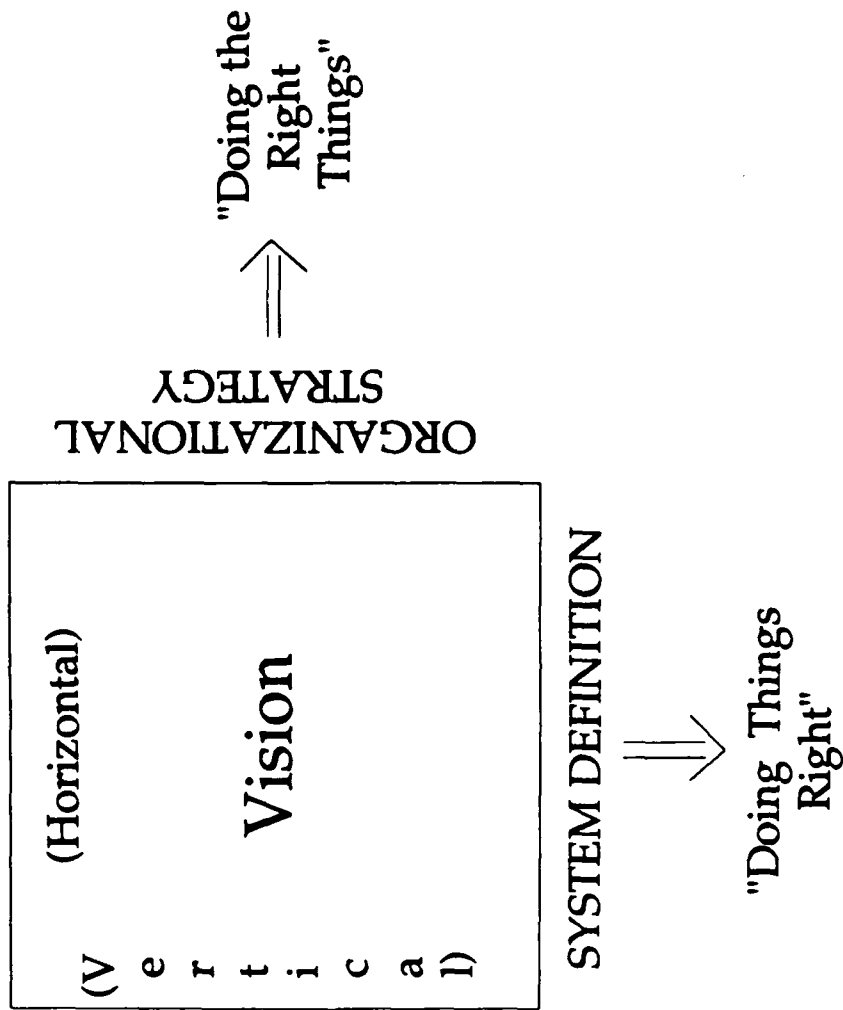 (Horizontal)
(V
e
r
t
i
c
a
l)
Vision
ORGANIZATIONAL
STRATEGY
"Doing the
Right
Things"
SYSTEM DEFINITION
"Doing Things
Right"